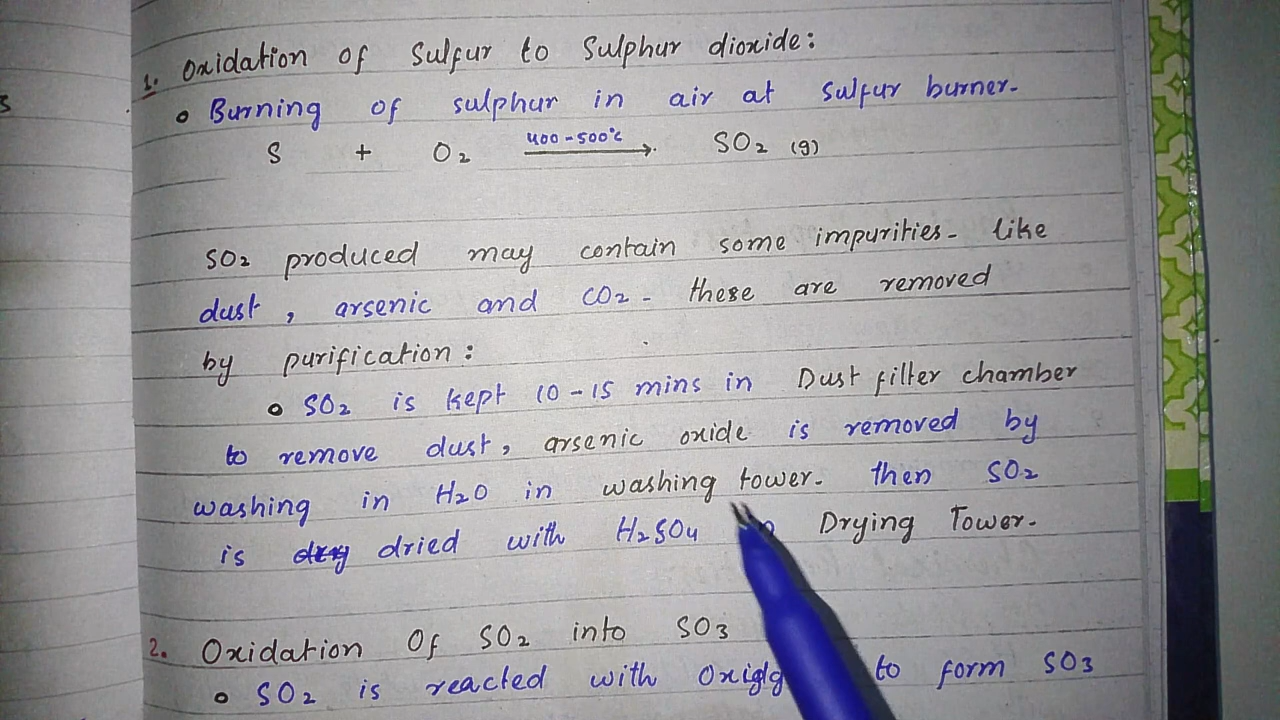 s
1. Oxidation of Sulfur to Sulphur dioxide:
Burning of sulphur in air at sulfur burner.
400-500°c
S + O2 → SO2 (g)
SO2 produced may contain some impurities- like
dust, arsenic and CO2 - these are removed
by purification:
SO2 is kept 10-15 mins in Dust filter chamber
to remove dust, arsenic oxide is removed by
washing in H2O in washing tower. then SO2
is dried with H2SO4 Drying Tower.
2. Oxidation Of SO2 into SO3
SO2 is reacted with to form SO3